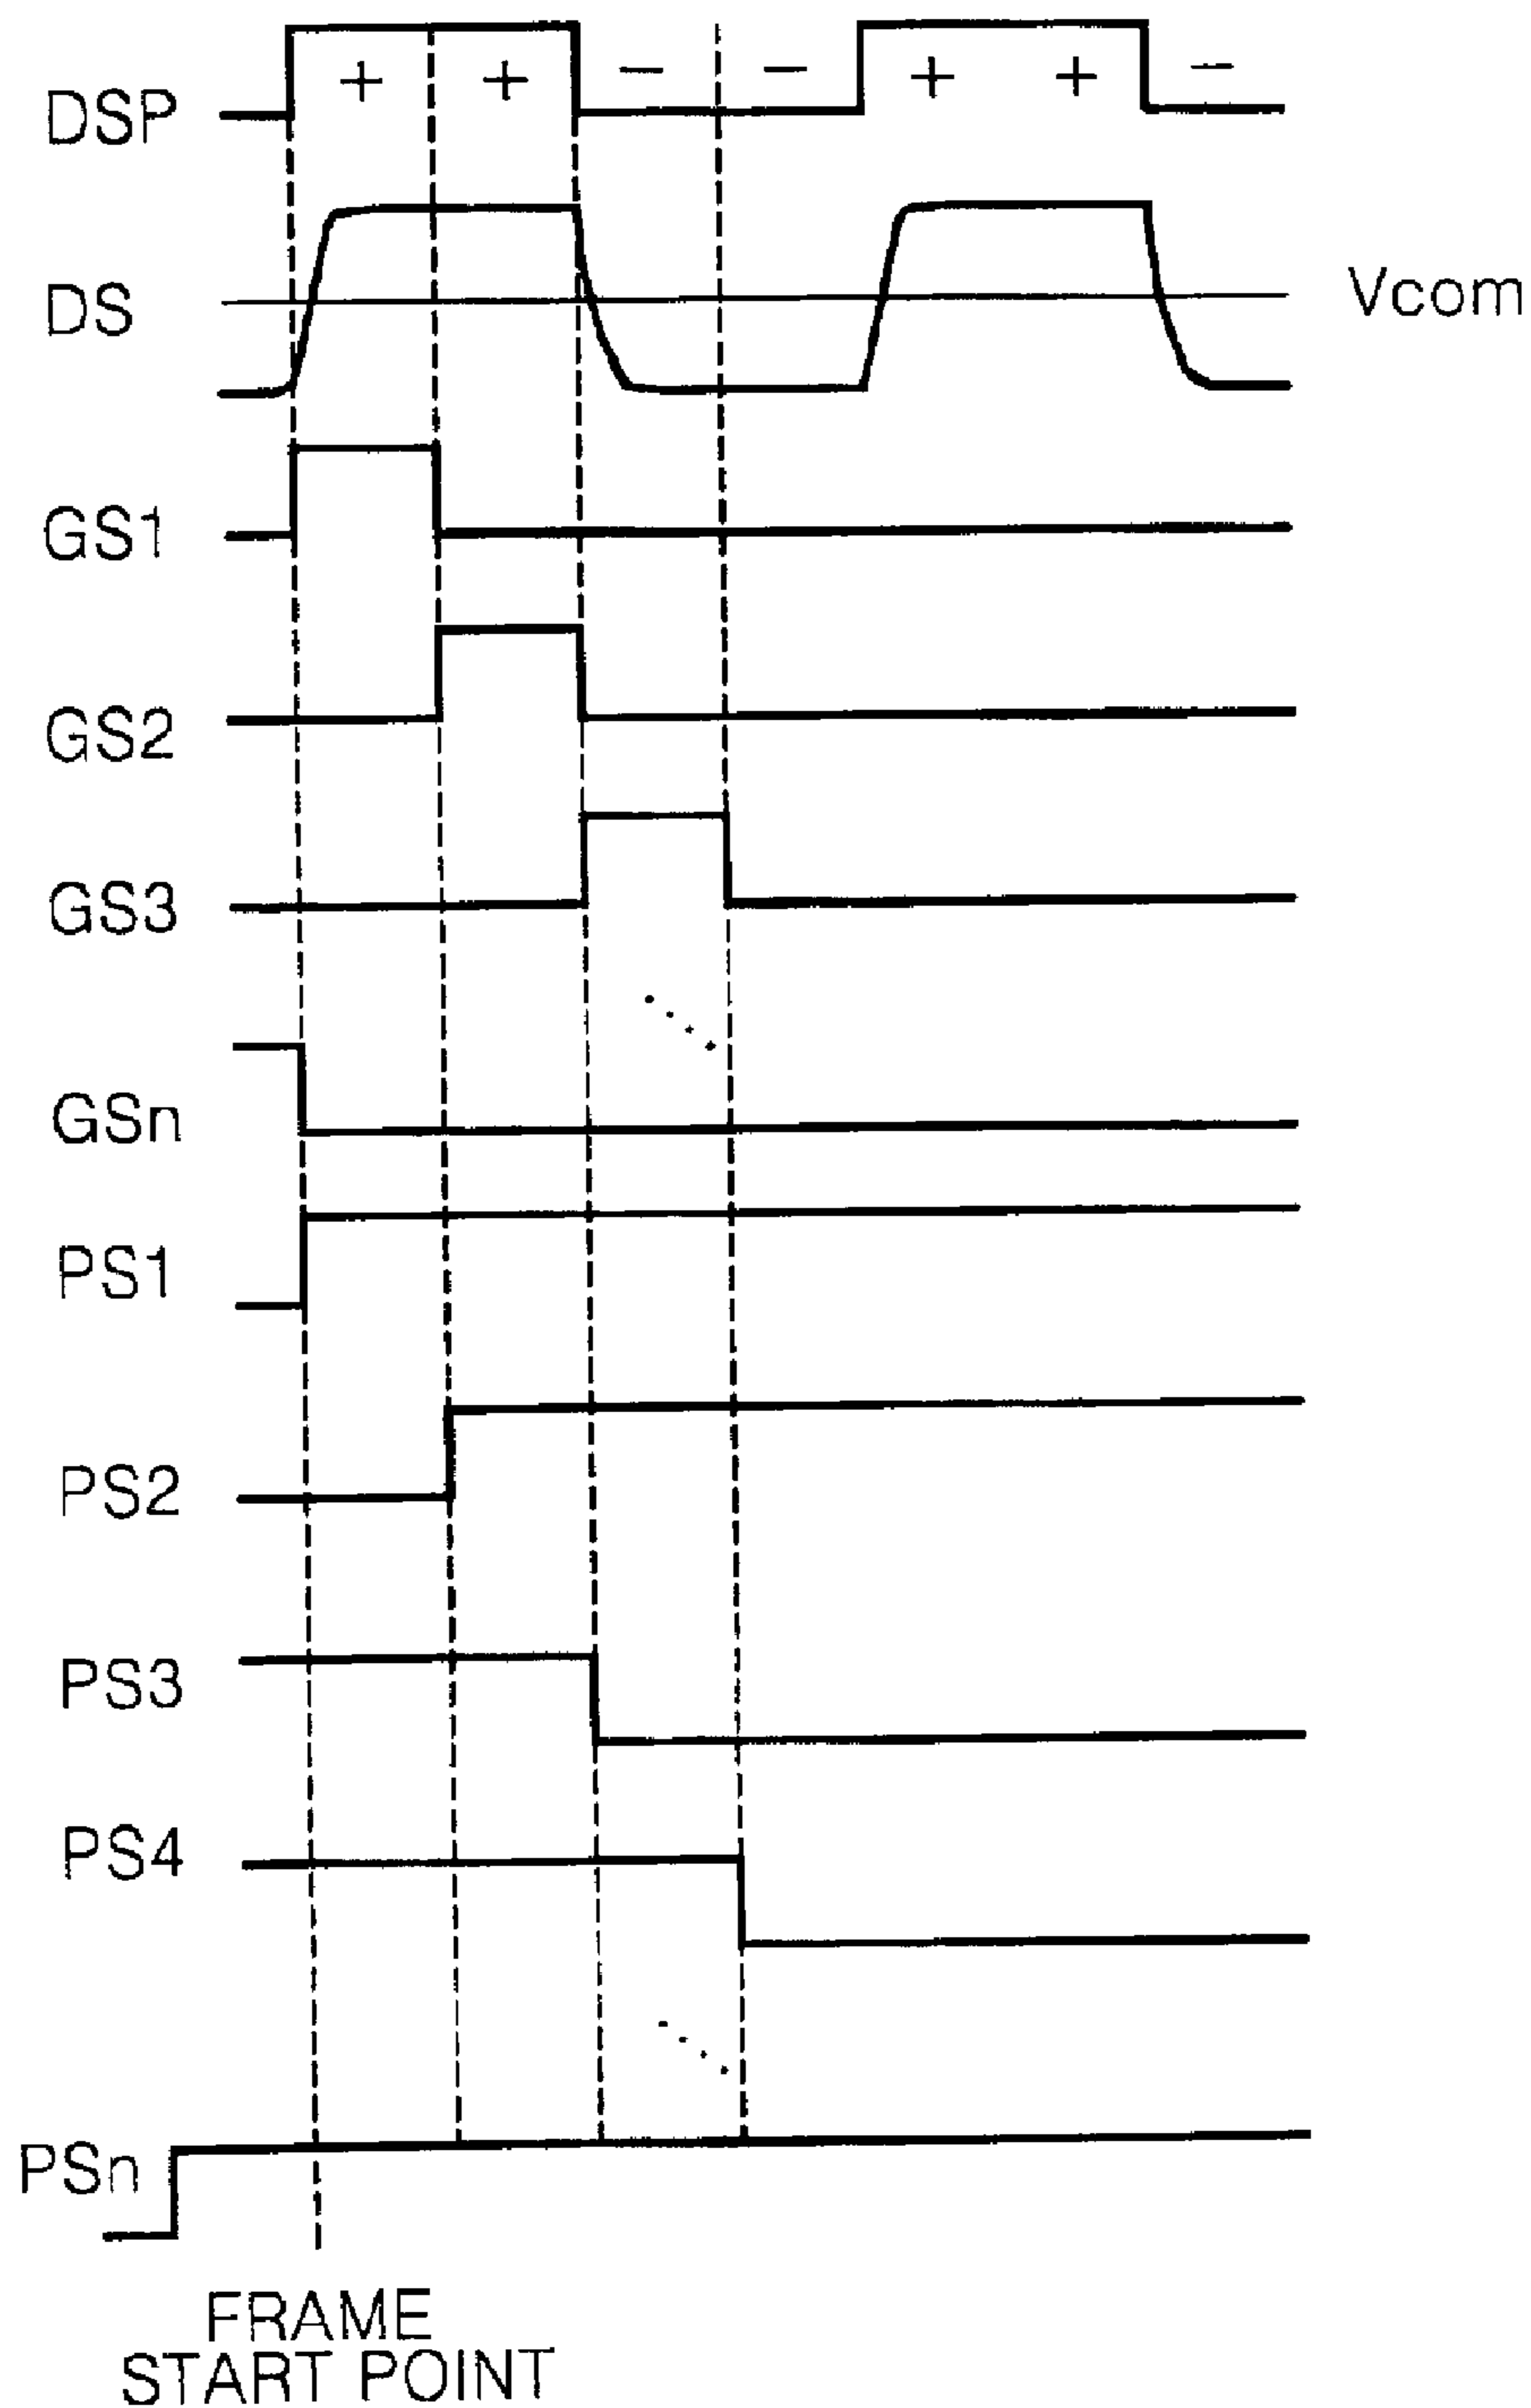 DSP + + − − + + −
DS Vcom
GS1
GS2
GS3
GSn
PS1
PS2
PS3
PS4
PSn
FRAME
START POINT